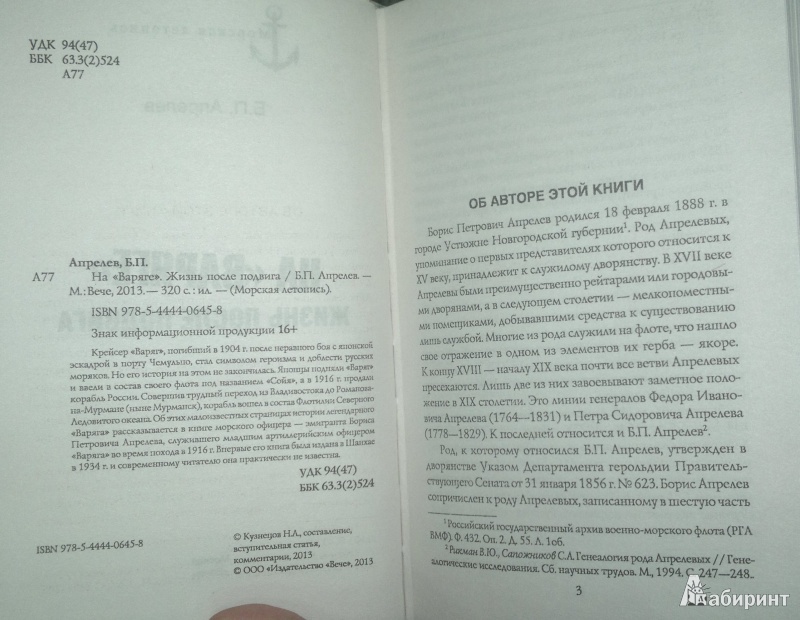 УДК 94(47)
ББК 63.3(2)524
А77
Апрелев, Б.П.
А77 На «Варяге». Жизнь после подвига / Б.П. Апрелев. —
М.: Вече, 2013. — 320 с.: ил. — (Морская летопись).
ISBN 978-5-4444-0645-8
Знак информационной продукции 16+
Крейсер «Варяг», погибший в 1904 г. после неравного боя с японской
эскадрой в порту Чемульпо, стал символом героизма и доблести русских
моряков. Но его история на этом не закончилась. Японцы подняли «Варяг»
и ввели в состав своего флота под названием «Сойя», а в 1916 г. продали
корабль России. Совершив трудный переход из Владивостока до Романова-
на-Мурмане (ныне Мурманск), корабль вошел в состав Флотилии Северного
Ледовитого океана. Об этих малоизвестных страницах истории легендарного
«Варяга» рассказывается в книге морского офицера — эмигранта Бориса
Петровича Апрелева, служившего младшим артиллерийским офицером
«Варяга» во время похода в 1916 г. Впервые его книга была издана в Шанхае
в 1934 г. и современному читателю она практически не известна.
УДК 94(47)
ББК 63.3(2)524
ISBN 978-5-4444-0645-8
© Кузнецов Н.А., составление,
вступительная статья,
комментарии, 2013
© ООО «Издательство «Вече», 2013
ОБ АВТОРЕ ЭТОЙ КНИГИ
Борис Петрович Апрелев родился 18 февраля 1888 г. в
городе Устюжне Новгородской губернии¹. Род Апрелевых,
упоминание о первых представителях которого относится к
XV веку, принадлежит к служилому дворянству. В XVII веке
Апрелевы были преимущественно рейтарами или городовы-
ми дворянами, а в следующем столетии — мелкопоместны-
ми помещиками, добывавшими средства к существованию
лишь службой. Многие из рода служили на флоте, что нашло
свое отражение в одном из элементов их герба — якоре.
К концу XVIII — началу XIX века почти все ветви Апрелевых
пресекаются. Лишь две из них завоевывают заметное поло-
жение в XIX столетии. Это линии генералов Федора Ивано-
вича Апрелева (1764—1831) и Петра Сидоровича Апрелева
(1778—1829). К последней относится и Б.П. Апрелев².
Род, к которому относился Б.П. Апрелев, утвержден в
дворянстве Указом Департамента герольдии Правитель-
ствующего Сената от 31 января 1856 г. № 623. Борис Апрелев
сопричислен к роду Апрелевых, записанному в шестую часть
¹ Российский государственный архив военно-морского флота (РГА
ВМФ). Ф. 432. Оп. 2. Д. 55. Л. 1об.
² Рихман В.Ю., Сапожников С.А. Генеалогия рода Апрелевых // Гене-
алогические исследования. Сб. научных трудов. М., 1994. С. 247—248.
3
Лабиринт